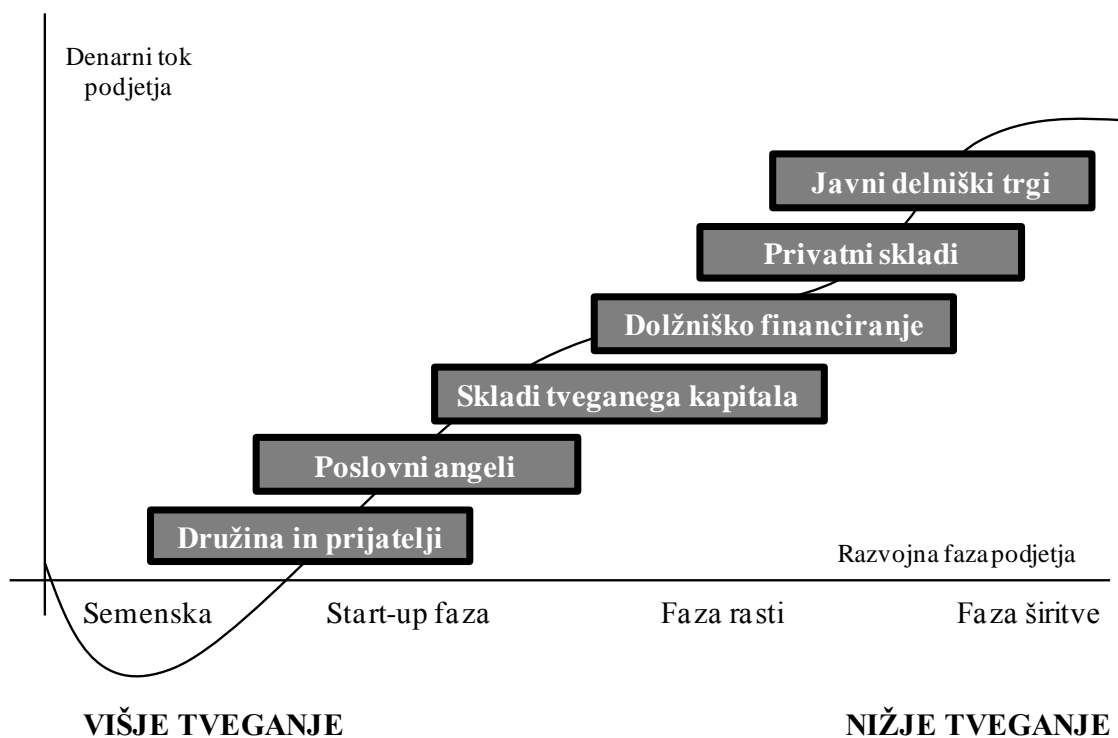 Denarni tok
podjetja
Javni delniški trgi
Privatni skladi
Dolžniško financiranje
Skladi tveganega kapitala
Poslovni angeli
Družina in prijatelji
Razvojna faza podjetja
Semenska
Start-up faza
Faza rasti
Faza širitve
VIŠJE TVEGANJE
NIŽJE TVEGANJE